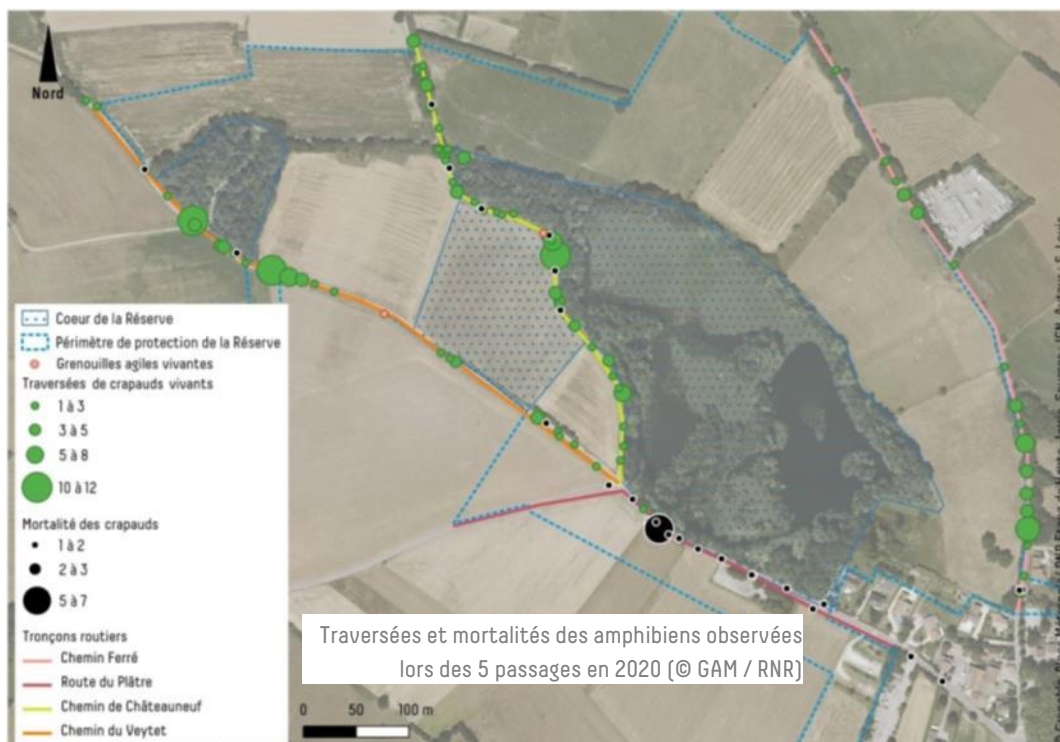 Nord
Coeur de la Réserve
Périmètre de protection de la Réserve
Grenouilles agiles vivantes
Traversées de crapauds vivants
1 à 3
3 à 5
5 à 8
10 à 12
Mortalité des crapauds
1 à 2
2 à 3
5 à 7
Tronçons routiers
Chemin Ferré
Route du Plâtre
Chemin de Châteauneuf
Chemin du Veytet
Traversées et mortalités des amphibiens observées
lors des 5 passages en 2020 (© GAM / RNR)
0 50 100 m